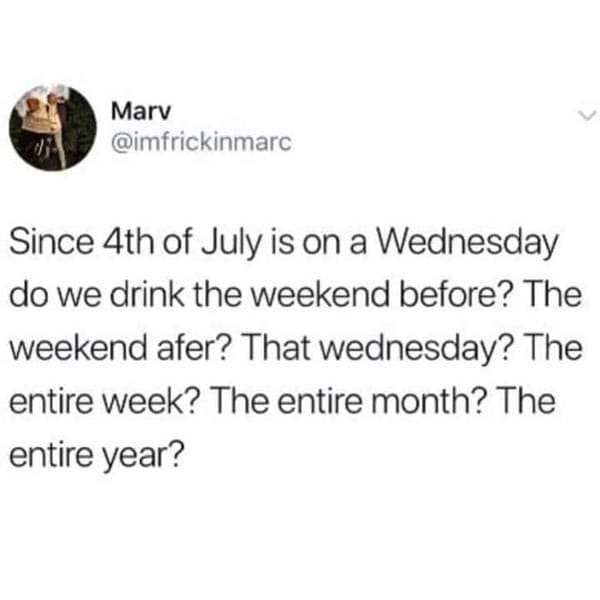 Marv
@imfrickinmarc
Since 4th of July is on a Wednesday
do we drink the weekend before? The
weekend afer? That wednesday? The
entire week? The entire month? The
entire year?